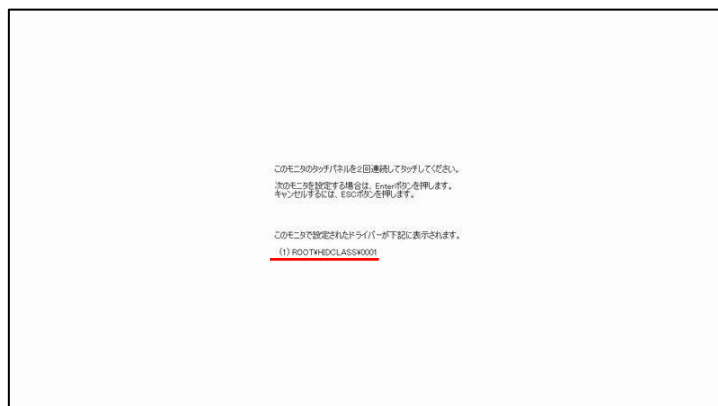 このモニタのタッチパネルを2回連続してタッチしてください。
次のモニタを設定する場合は、Enterボタンを押します。
キャンセルするには、ESCボタンを押します。
このモニタで設定されたドライバーが下記に表示されます。
(1) ROOT¥HIDCLASS¥0001